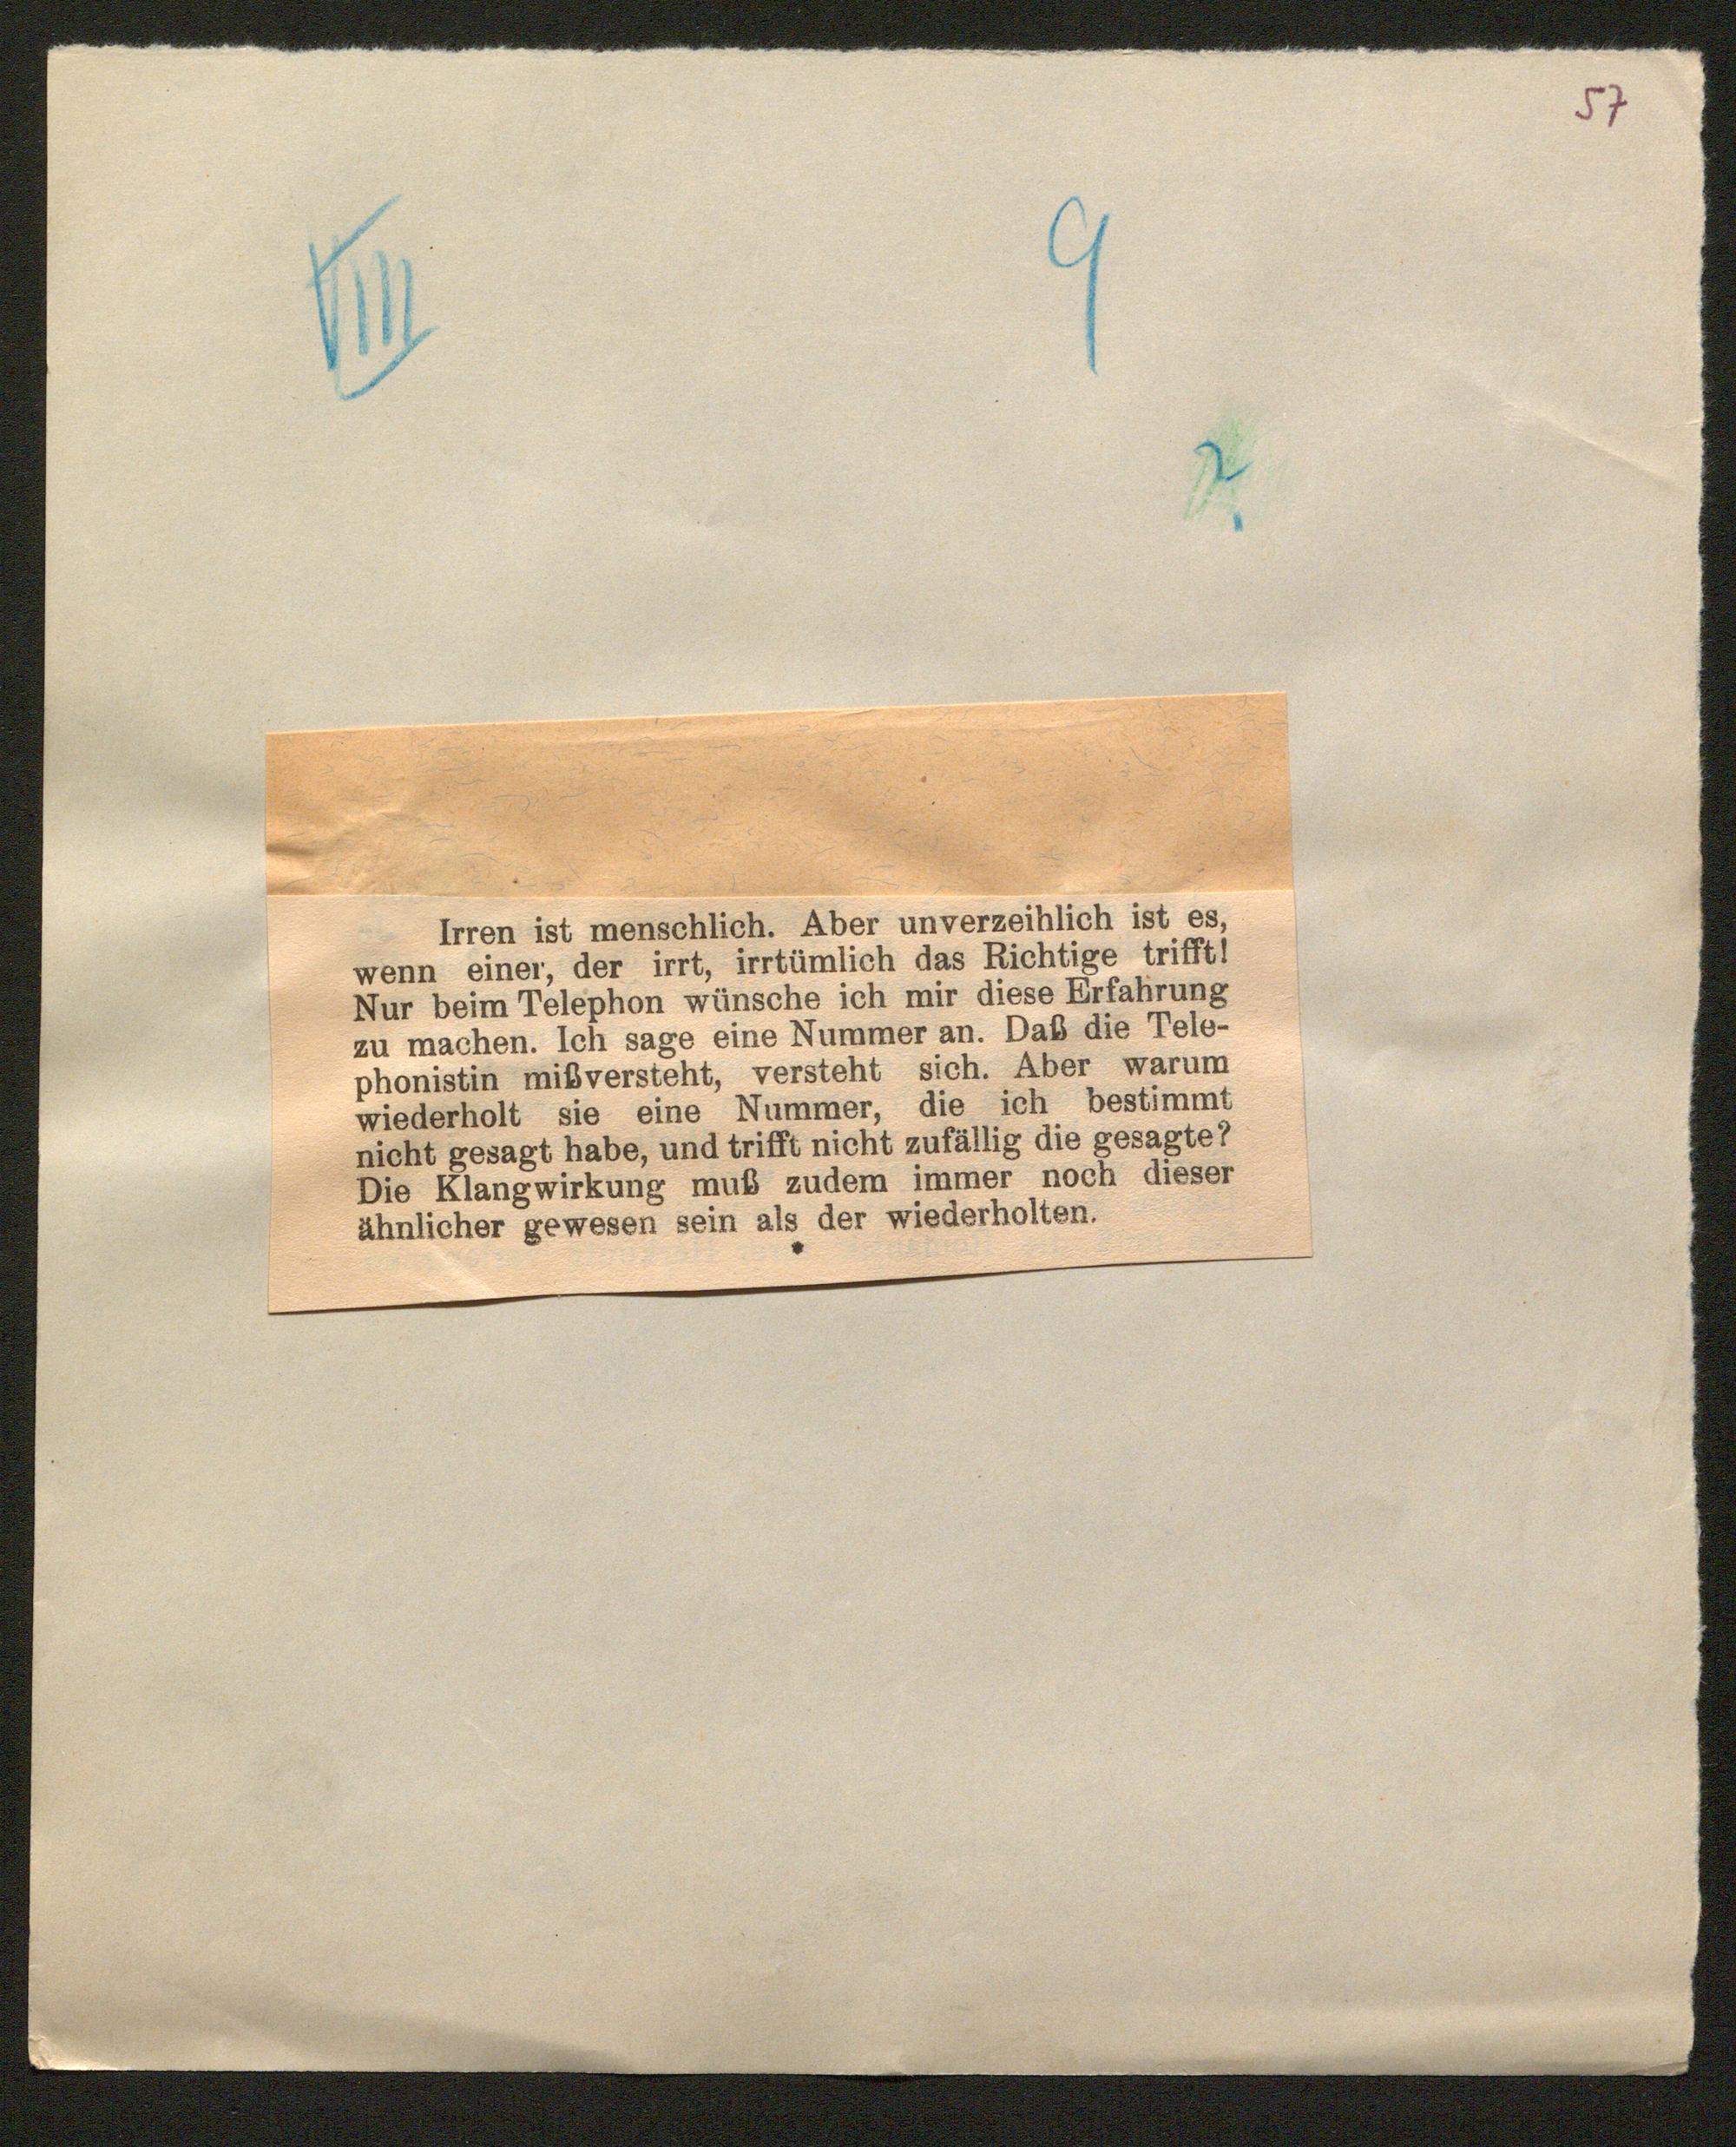 57
VIII
9
?
Irren ist menschlich. Aber unverzeihlich ist es,
wenn einer, der irrt, irrtümlich das Richtige trifft!
Nur beim Telephon wünsche ich mir diese Erfahrung
zu machen. Ich sage eine Nummer an. Daß die Tele-
phonistin mißversteht, versteht sich. Aber warum
wiederholt sie eine Nummer, die ich bestimmt
nicht gesagt habe, und trifft nicht zufällig die gesagte?
Die Klangwirkung muß zudem immer noch dieser
ähnlicher gewesen sein als der wiederholten.
*